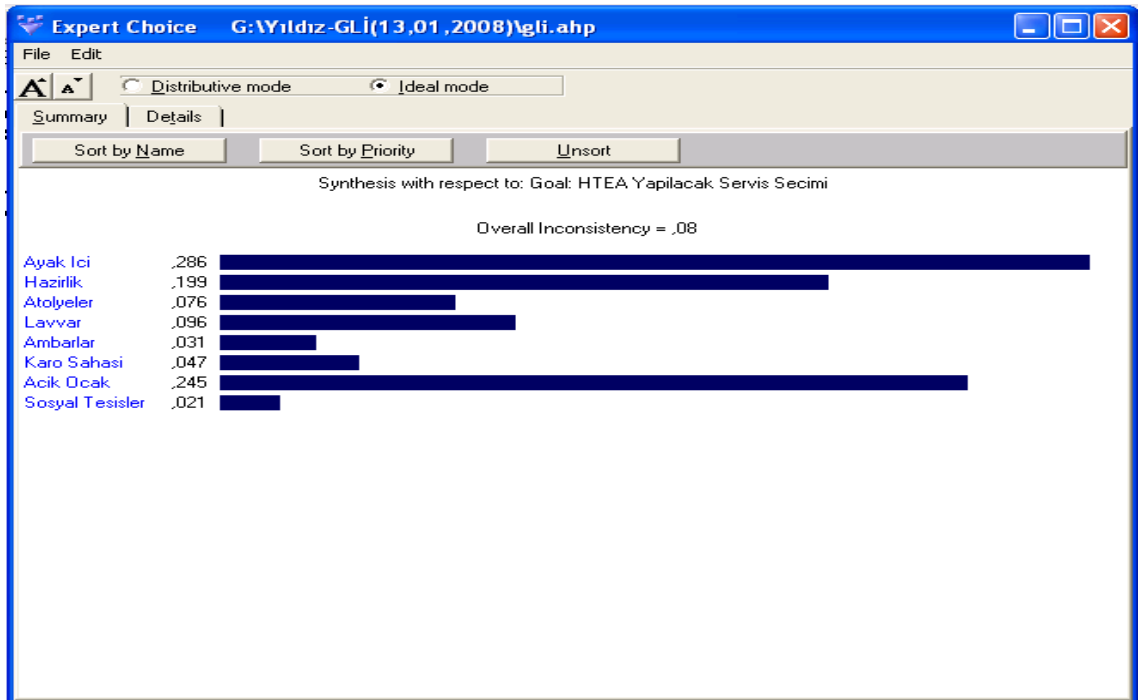 Expert Choice G:\Yıldız-GLİ(13,01,2008)\gli.ahp
File Edit
A A Distributive mode Ideal mode
Summary Details
Sort by Name Sort by Priority Unsort
Synthesis with respect to: Goal: HTEA Yapilacak Servis Secimi
Overall Inconsistency = ,08
Ayak Ici ,286
Hazirlik ,199
Atolyeler ,076
Lavvar ,096
Ambarlar ,031
Karo Sahasi ,047
Acik Ocak ,245
Sosyal Tesisler ,021